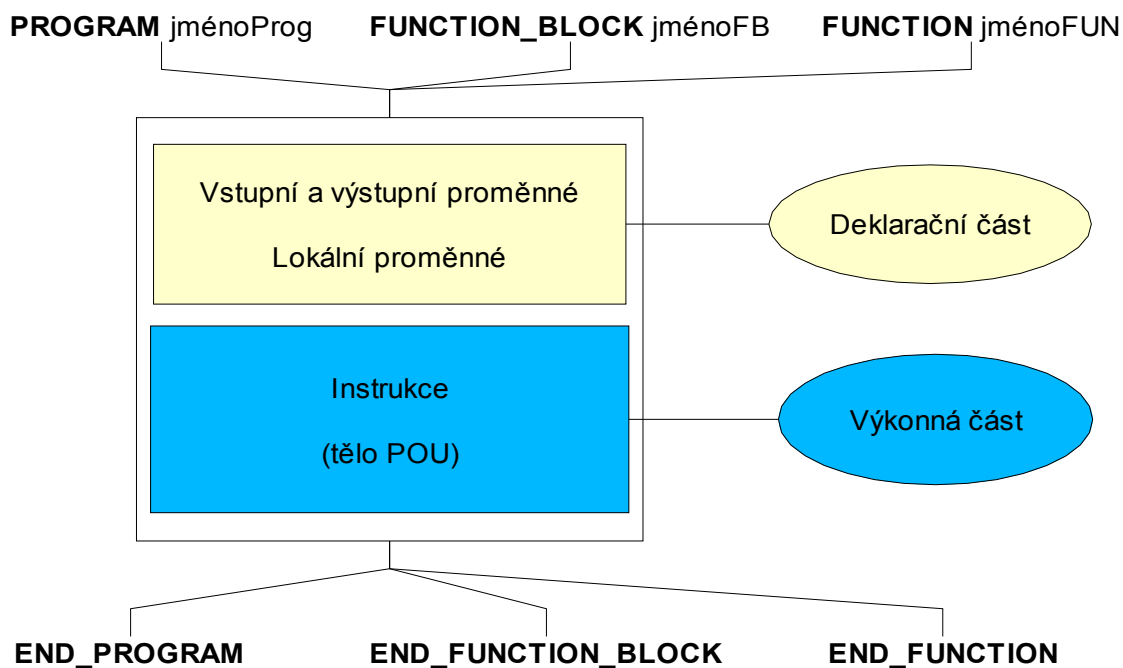 PROGRAM jménoProg FUNCTION_BLOCK jménoFB FUNCTION jménoFUN
Vstupní a výstupní proměnné
Lokální proměnné
Deklarační část
Instrukce
(tělo POU)
Výkonná část
END_PROGRAM END_FUNCTION_BLOCK END_FUNCTION